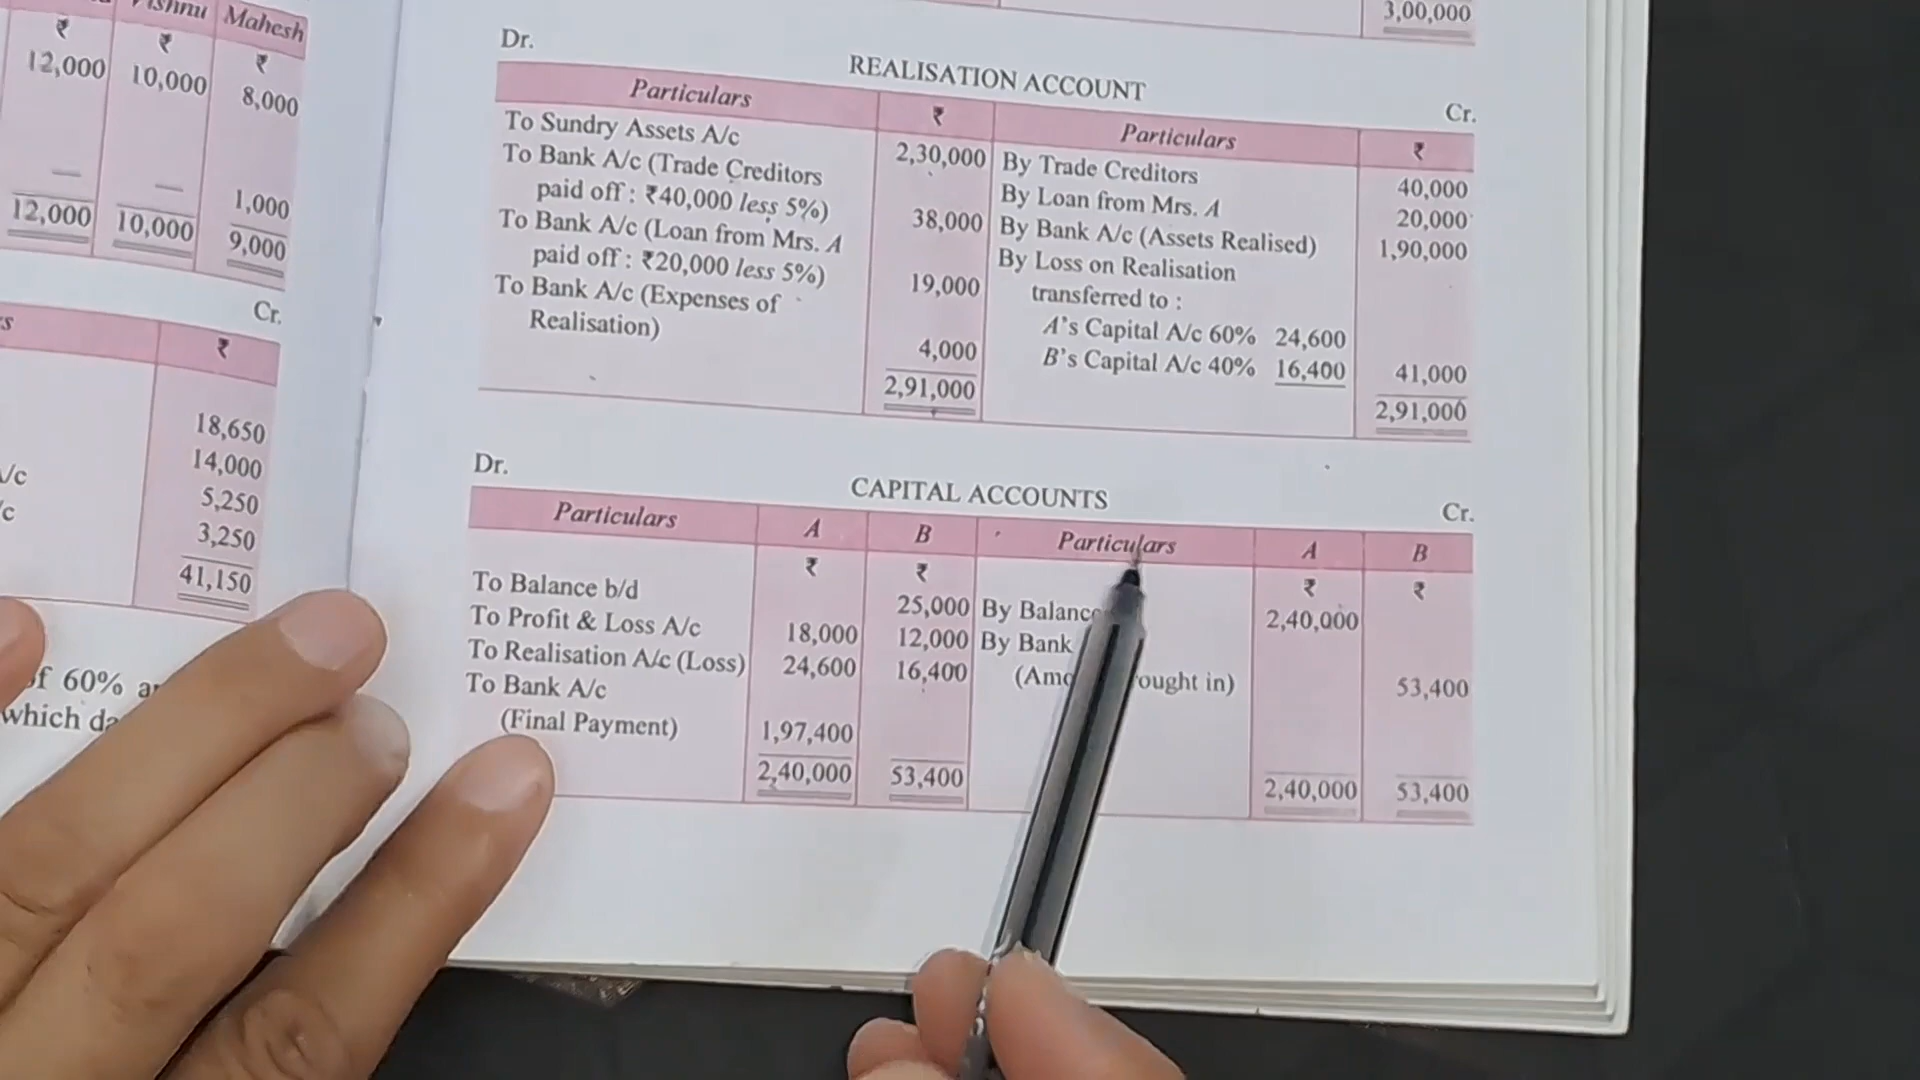 Vishnu Mahesh
₹ ₹ ₹
12,000 10,000 8,000
— — 1,000
12,000 10,000 9,000
Cr.
₹
18,650
14,000
5,250
3,250
41,150
of 60%
which
3,00,000
Dr. REALISATION ACCOUNT Cr.
Particulars ₹ Particulars ₹
To Sundry Assets A/c 2,30,000 By Trade Creditors 40,000
To Bank A/c (Trade Creditors By Loan from Mrs. A 20,000
paid off : ₹40,000 less 5%) 38,000 By Bank A/c (Assets Realised) 1,90,000
To Bank A/c (Loan from Mrs. A By Loss on Realisation
paid off : ₹20,000 less 5%) 19,000 transferred to :
To Bank A/c (Expenses of A's Capital A/c 60% 24,600
Realisation) 4,000 B's Capital A/c 40% 16,400 41,000
2,91,000 2,91,000
Dr. CAPITAL ACCOUNTS Cr.
Particulars A B Particulars A B
₹ ₹ ₹ ₹
To Balance b/d 25,000 By Balance 2,40,000
To Profit & Loss A/c 18,000 12,000 By Bank
To Realisation A/c (Loss) 24,600 16,400 (Amo ought in) 53,400
To Bank A/c
(Final Payment) 1,97,400
2,40,000 53,400 2,40,000 53,400